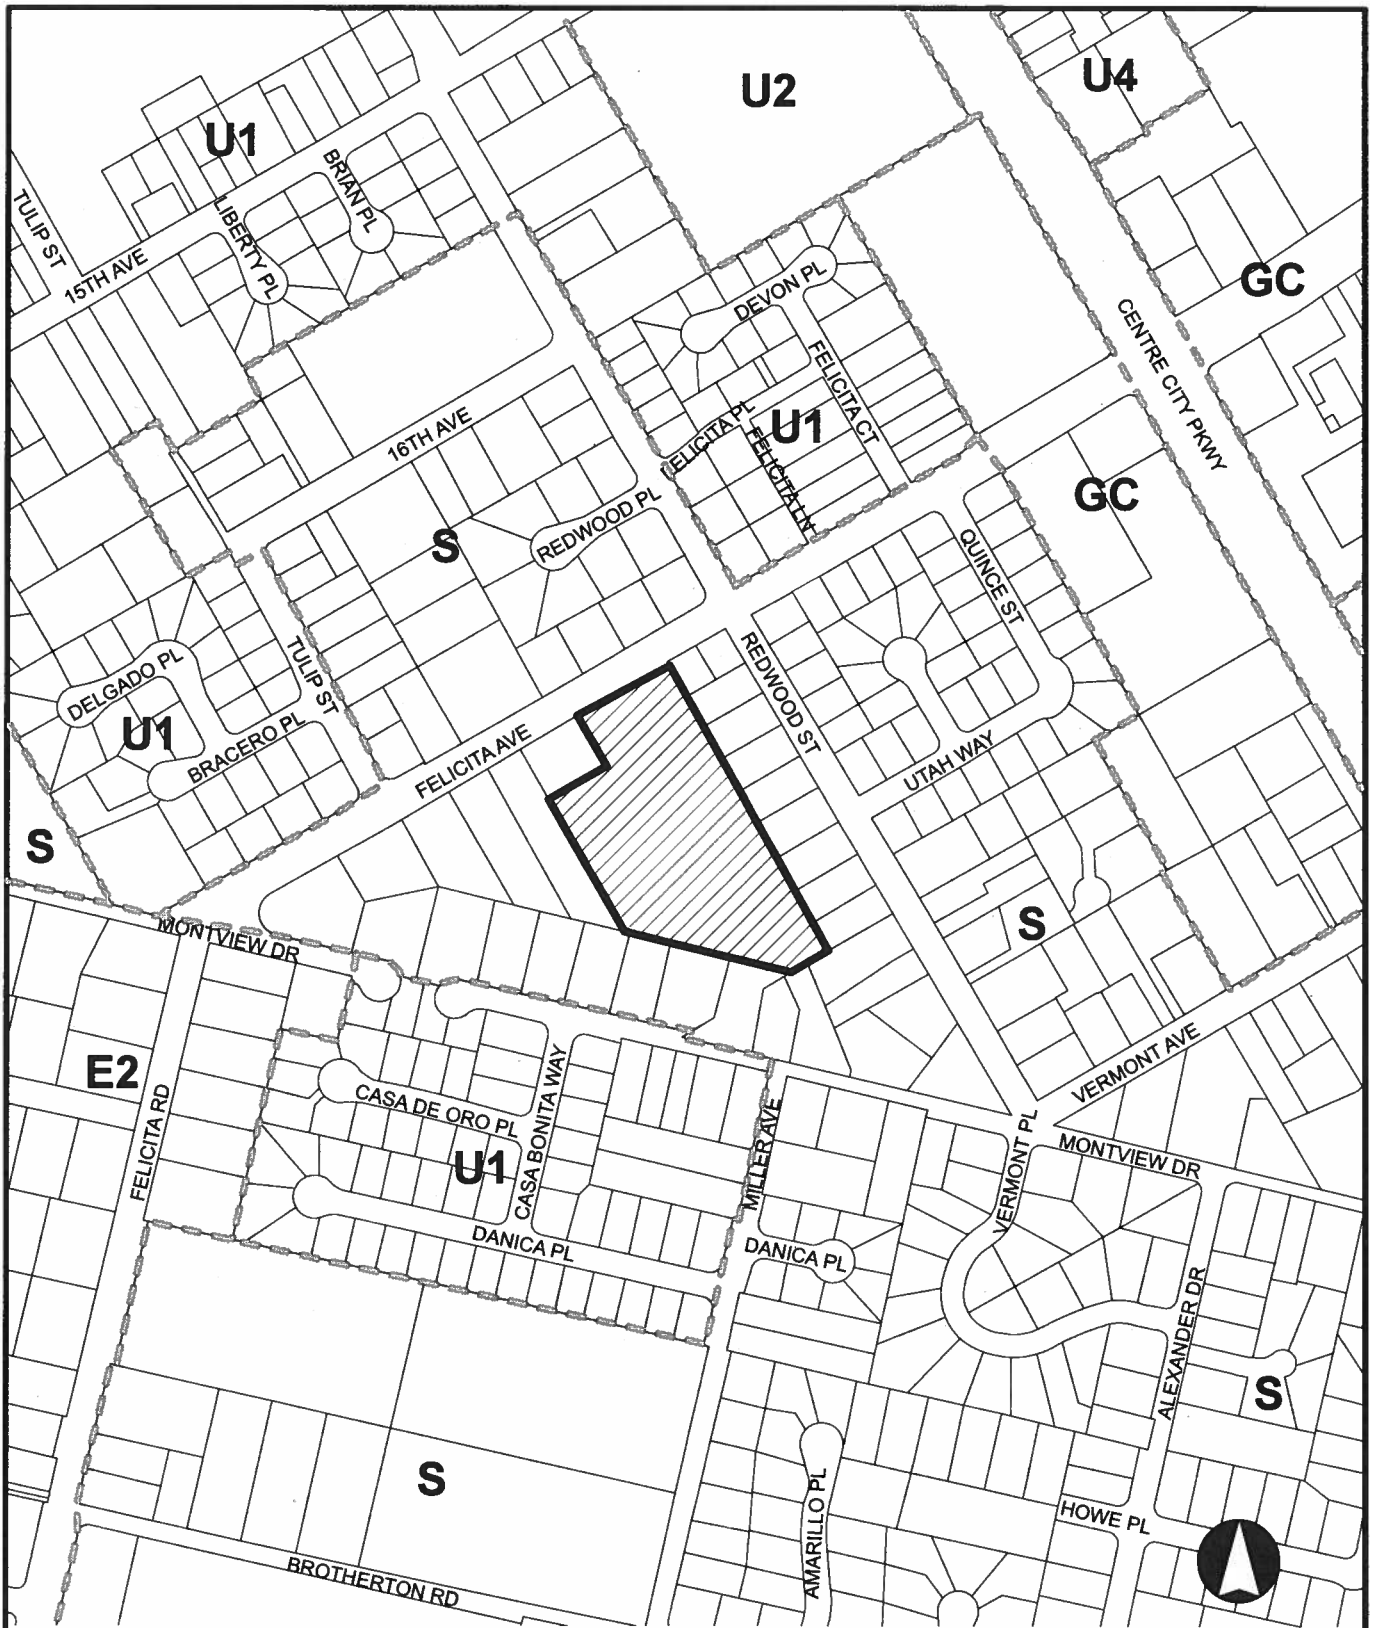 U2
U4
U1
BRIAN PL
TULIP ST
LIBERTY PL
15TH AVE
GC
DEVON PL
CENTRE CITY PKWY
FELICITA CT
16TH AVE
FELICITA PL
U1
FELICITA LN
GC
REDWOOD PL
S
QUINCE ST
TULIP ST
REDWOOD ST
DELGADO PL
U1
BRACERO PL
FELICITA AVE
UTAH WAY
S
S
MONTVIEW DR
E2
FELICITA RD
CASA DE ORO PL
CASA BONITA WAY
U1
MILLER AVE
VERMONT AVE
VERMONT PL
MONTVIEW DR
DANICA PL
DANICA PL
ALEXANDER DR
S
S
AMARILLO PL
HOWE PL
BROTHERTON RD